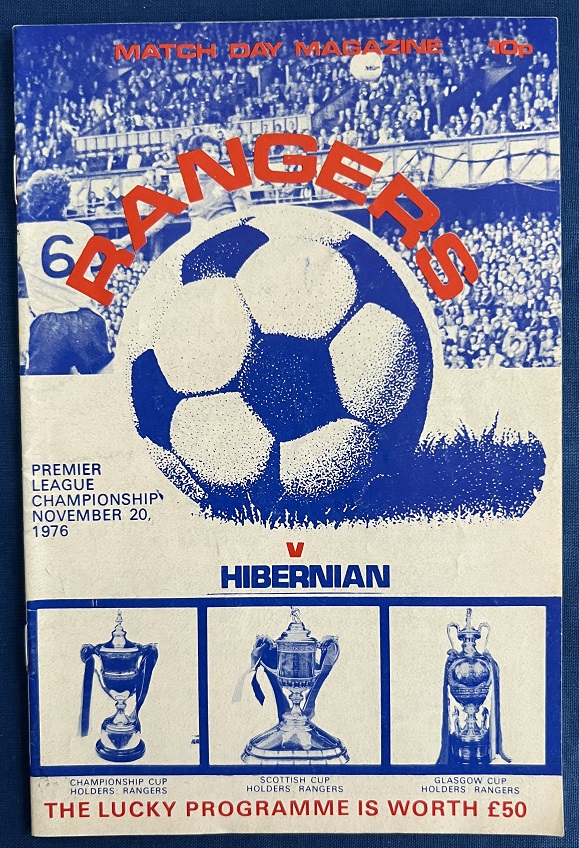 MATCH DAY MAGAZINE 10p
RANGERS
6
PREMIER
LEAGUE
CHAMPIONSHIP
NOVEMBER 20,
1976
v
HIBERNIAN
CHAMPIONSHIP CUP
HOLDERS: RANGERS
SCOTTISH CUP
HOLDERS: RANGERS
GLASGOW CUP
HOLDERS: RANGERS
THE LUCKY PROGRAMME IS WORTH £50